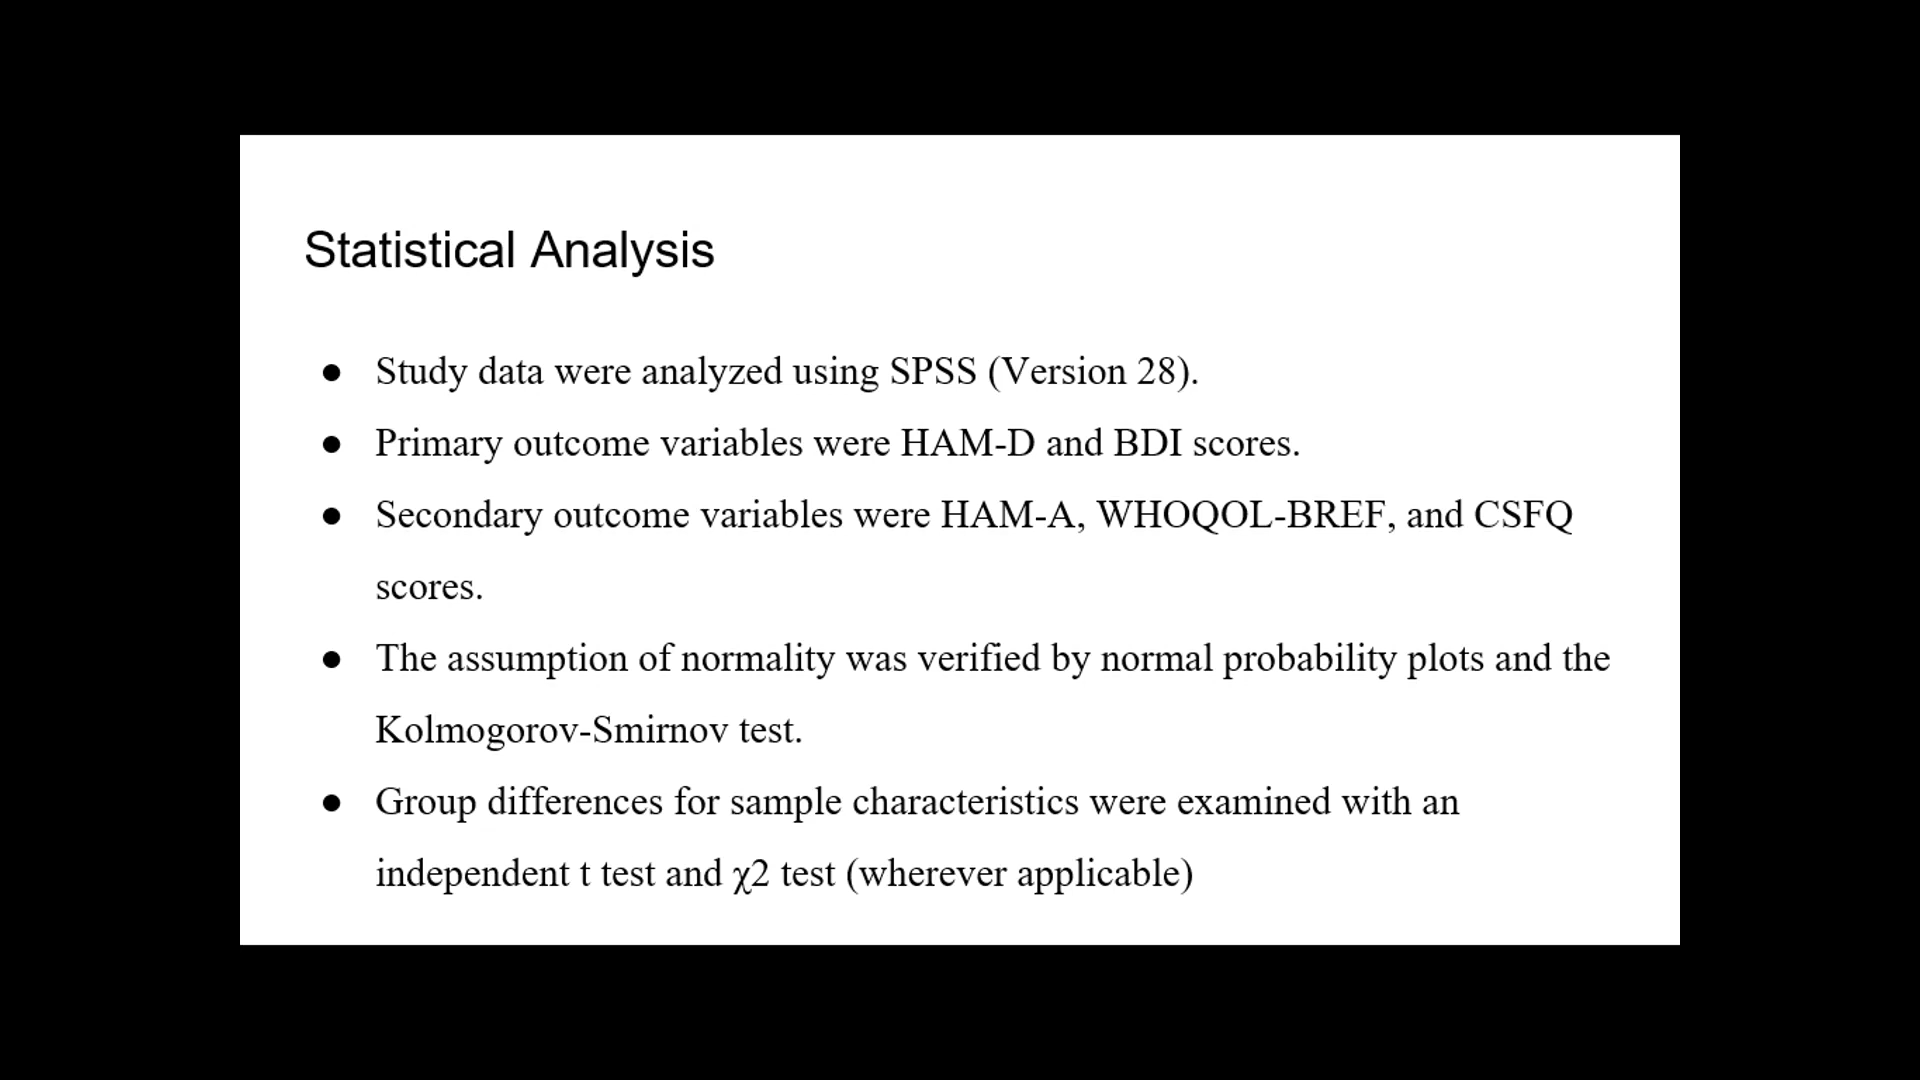 Statistical Analysis
● Study data were analyzed using SPSS (Version 28).
● Primary outcome variables were HAM-D and BDI scores.
● Secondary outcome variables were HAM-A, WHOQOL-BREF, and CSFQ
scores.
● The assumption of normality was verified by normal probability plots and the
Kolmogorov-Smirnov test.
● Group differences for sample characteristics were examined with an
independent t test and χ2 test (wherever applicable)